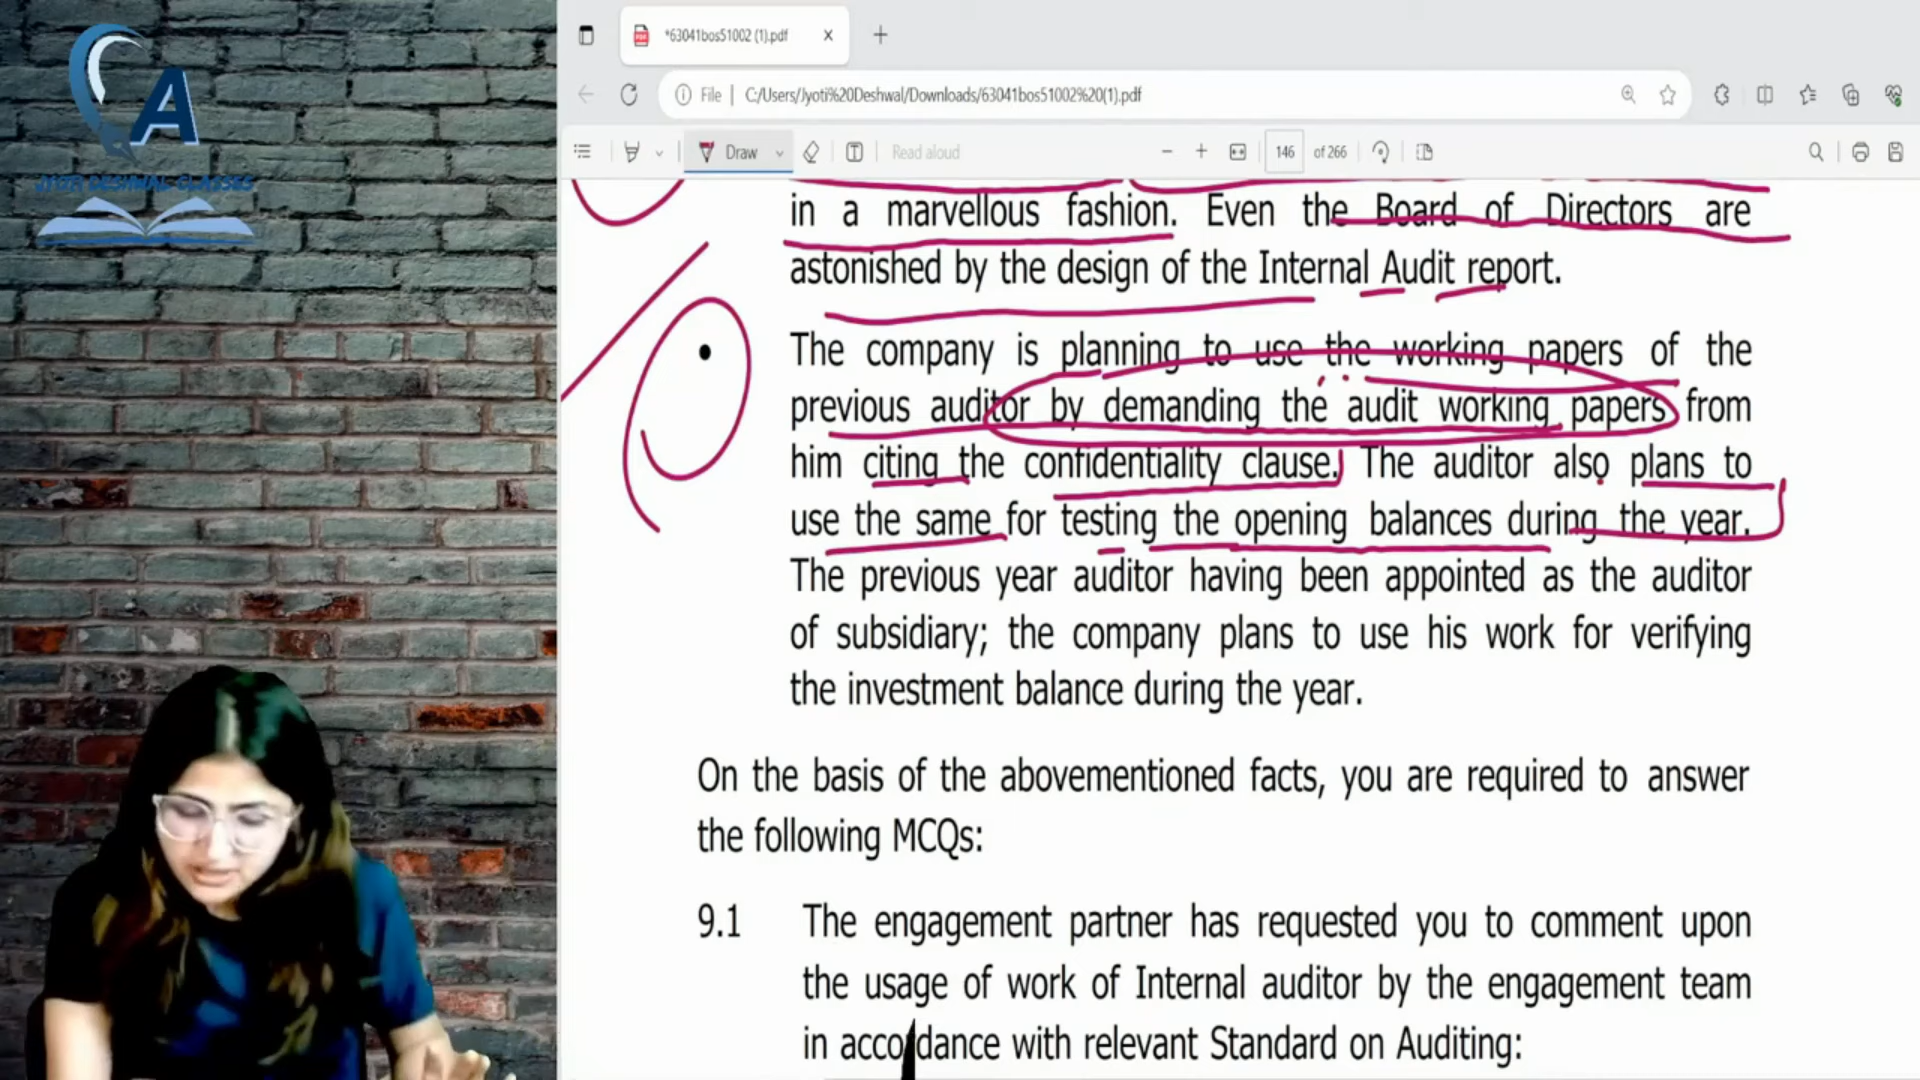 A
JYOTI DESHWAL CLASSES
*63041bos51002 (1).pdf
File | C:/Users/Jyoti%20Deshwal/Downloads/63041bos51002%20(1).pdf
Draw
Read aloud
146 of 266
in a marvellous fashion. Even the Board of Directors are
astonished by the design of the Internal Audit report.
The company is planning to use the working papers of the
previous auditor by demanding the audit working papers from
him citing the confidentiality clause. The auditor also plans to
use the same for testing the opening balances during the year.
The previous year auditor having been appointed as the auditor
of subsidiary; the company plans to use his work for verifying
the investment balance during the year.
On the basis of the abovementioned facts, you are required to answer
the following MCQs:
9.1 The engagement partner has requested you to comment upon
the usage of work of Internal auditor by the engagement team
in accordance with relevant Standard on Auditing: